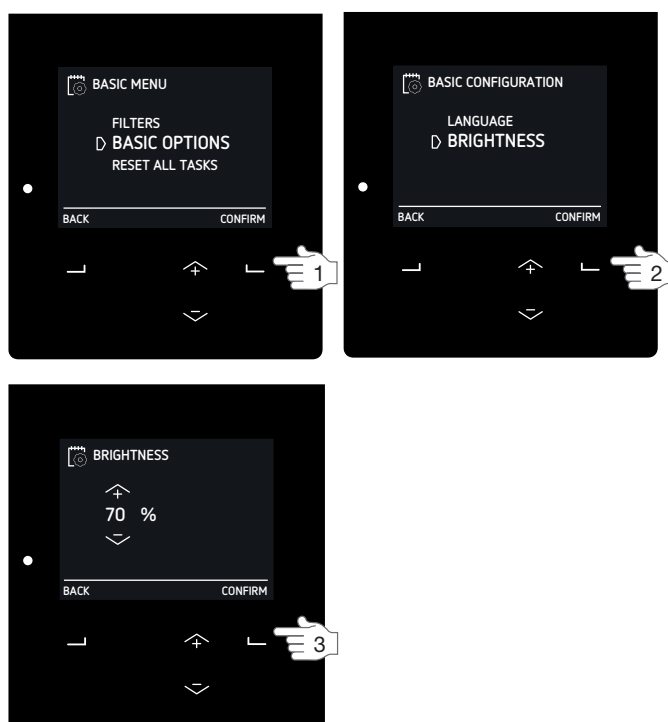 BASIC MENU
FILTERS
BASIC OPTIONS
RESET ALL TASKS
BACK CONFIRM
1
BASIC CONFIGURATION
LANGUAGE
BRIGHTNESS
BACK CONFIRM
2
BRIGHTNESS
70 %
BACK CONFIRM
3